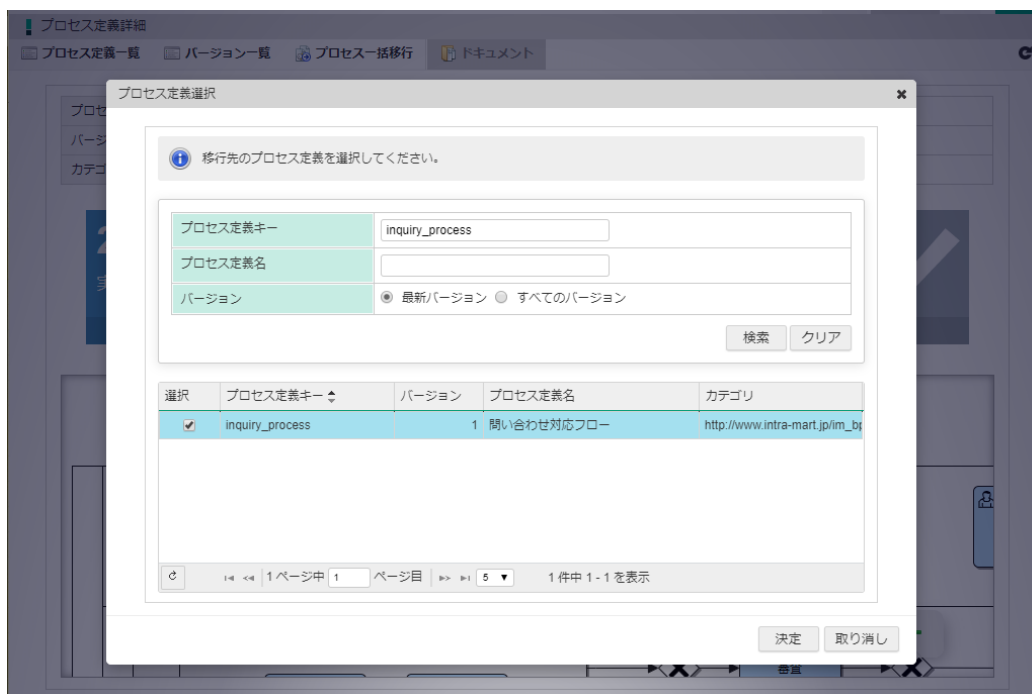 プロセス定義詳細
プロセス定義一覧 バージョン一覧 プロセス一括移行 ドキュメント
プロセス定義選択
移行先のプロセス定義を選択してください。
プロセス定義キー inquiry_process
プロセス定義名
バージョン 最新バージョン すべてのバージョン
検索 クリア
選択 プロセス定義キー バージョン プロセス定義名 カテゴリ
inquiry_process 1 問い合わせ対応フロー http://www.intra-mart.jp/im_bp
1 ページ中 1 ページ目 5 1 件中 1 - 1 を表示
決定 取り消し